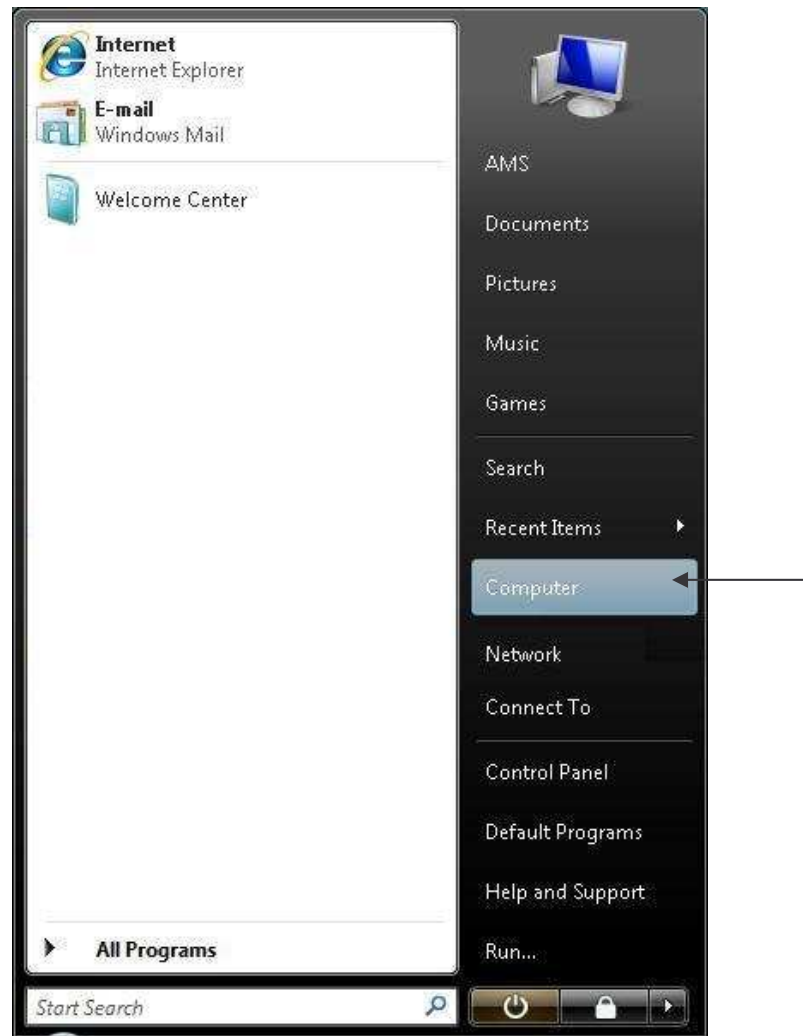 Internet
Internet Explorer
E-mail
Windows Mail
Welcome Center
All Programs
Start Search
AMS
Documents
Pictures
Music
Games
Search
Recent Items
Computer
Network
Connect To
Control Panel
Default Programs
Help and Support
Run...